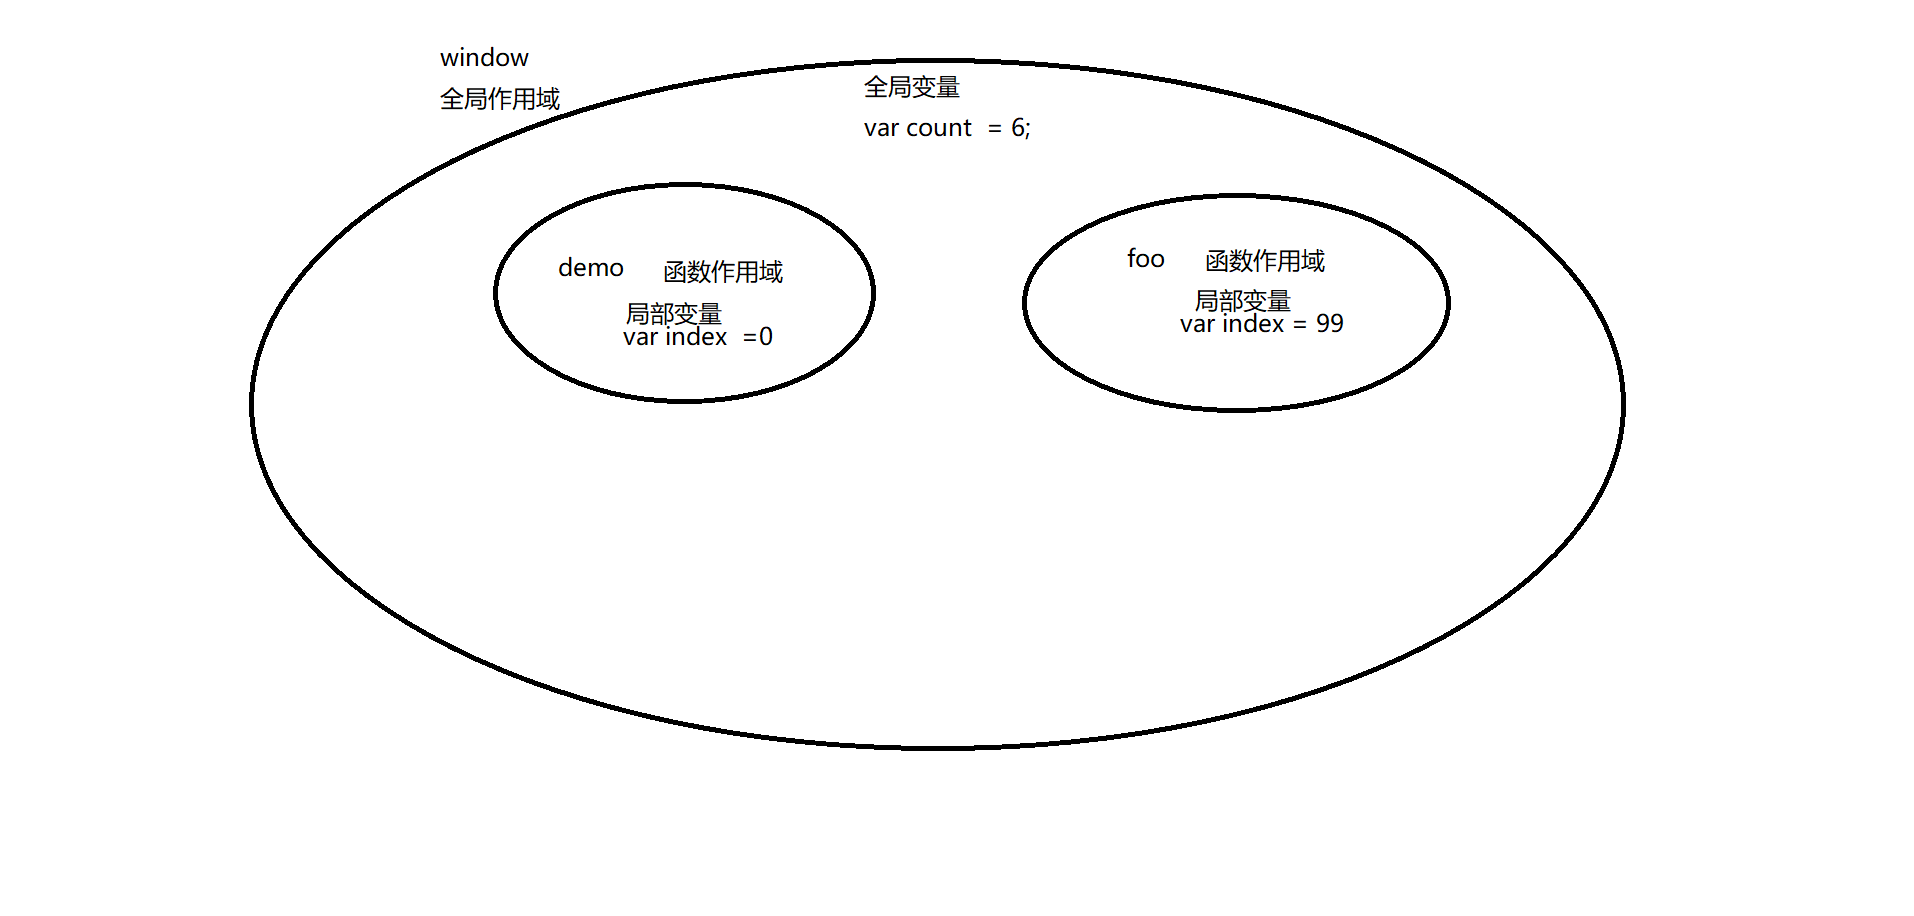 window
全局作用域
全局变量
var count  = 6;
demo 函数作用域
局部变量
var index  =0
foo 函数作用域
局部变量
var index = 99